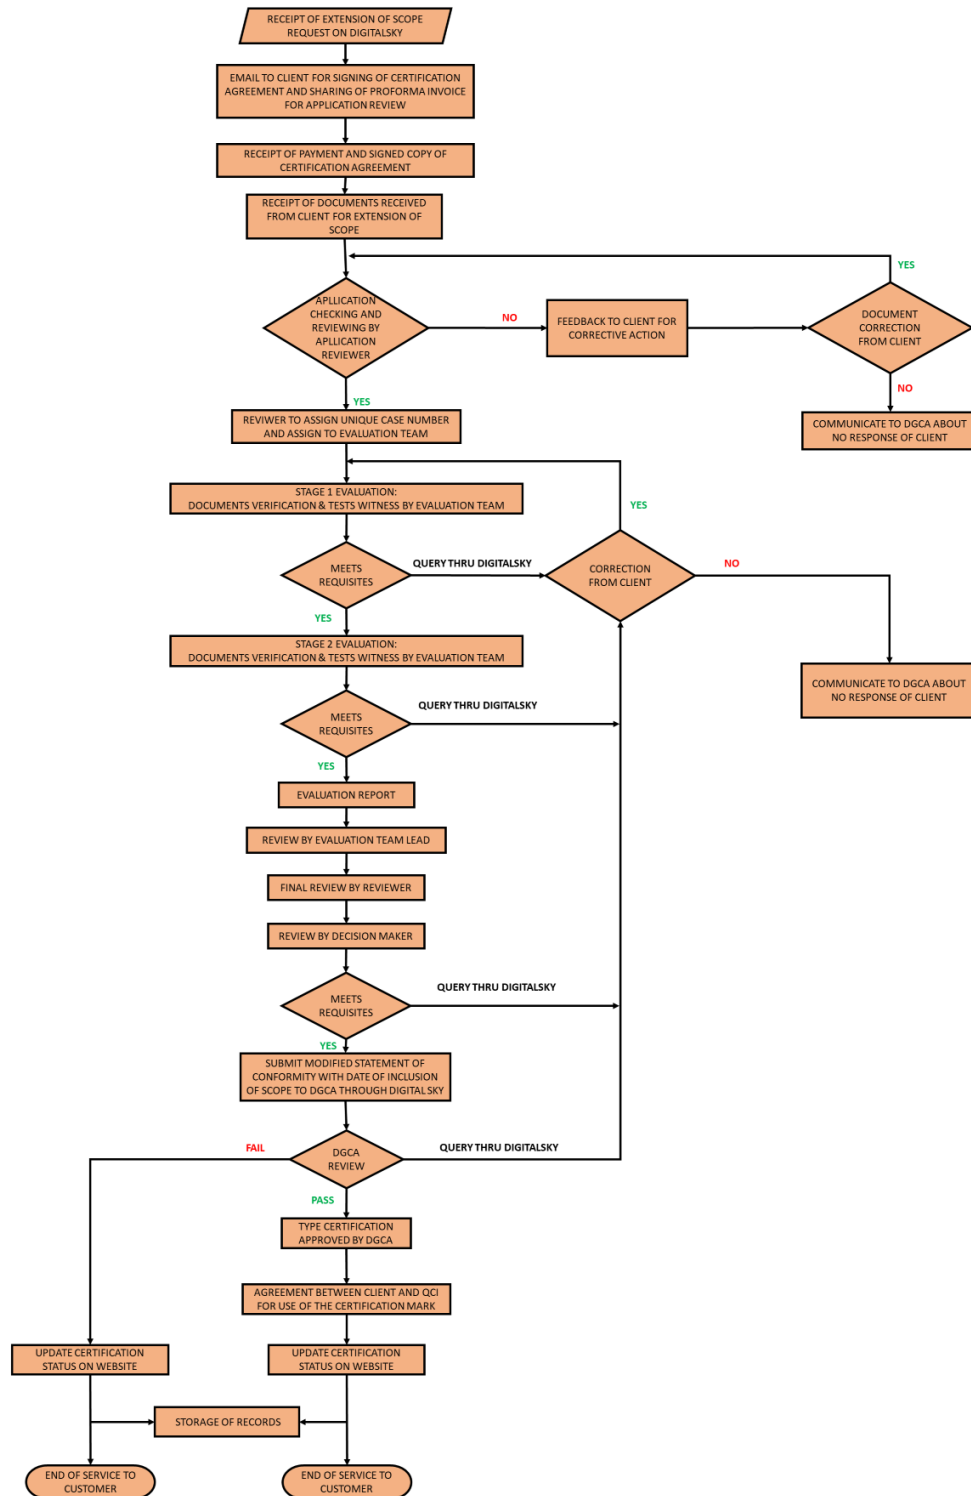 RECEIPT OF EXTENSION OF SCOPE
REQUEST ON DIGITALSKY
EMAIL TO CLIENT FOR SIGNING OF CERTIFICATION
AGREEMENT AND SHARING OF PROFORMA INVOICE
FOR APPLICATION REVIEW
RECEIPT OF PAYMENT AND SIGNED COPY OF
CERTIFICATION AGREEMENT
RECEIPT OF DOCUMENTS RECEIVED
FROM CLIENT FOR EXTENSION OF
SCOPE
YES
APLLICATION
CHECKING AND
REVIEWING BY
APLLICATION
REVIEWER
NO
FEEDBACK TO CLIENT FOR
CORRECTIVE ACTION
DOCUMENT
CORRECTION
FROM CLIENT
NO
YES
REVIWER TO ASSIGN UNIQUE CASE NUMBER
AND ASSIGN TO EVALUATION TEAM
COMMUNICATE TO DGCA ABOUT
NO RESPONSE OF CLIENT
STAGE 1 EVALUATION:
DOCUMENTS VERIFICATION & TESTS WITNESS BY EVALUATION TEAM
YES
MEETS
REQUISITES
QUERY THRU DIGITALSKY
CORRECTION
FROM CLIENT
NO
YES
STAGE 2 EVALUATION:
DOCUMENTS VERIFICATION & TESTS WITNESS BY EVALUATION TEAM
COMMUNICATE TO DGCA ABOUT
NO RESPONSE OF CLIENT
MEETS
REQUISITES
QUERY THRU DIGITALSKY
YES
EVALUATION REPORT
REVIEW BY EVALUATION TEAM LEAD
FINAL REVIEW BY REVIEWER
REVIEW BY DECISION MAKER
MEETS
REQUISITES
QUERY THRU DIGITALSKY
YES
SUBMIT MODIFIED STATEMENT OF
CONFORMITY WITH DATE OF INCLUSION
OF SCOPE TO DGCA THROUGH DIGITAL SKY
FAIL
DGCA
REVIEW
QUERY THRU DIGITALSKY
PASS
TYPE CERTIFICATION
APPROVED BY DGCA
AGREEMENT BETWEEN CLIENT AND QCI
FOR USE OF THE CERTIFICATION MARK
UPDATE CERTIFICATION
STATUS ON WEBSITE
UPDATE CERTIFICATION
STATUS ON WEBSITE
STORAGE OF RECORDS
END OF SERVICE TO
CUSTOMER
END OF SERVICE TO
CUSTOMER